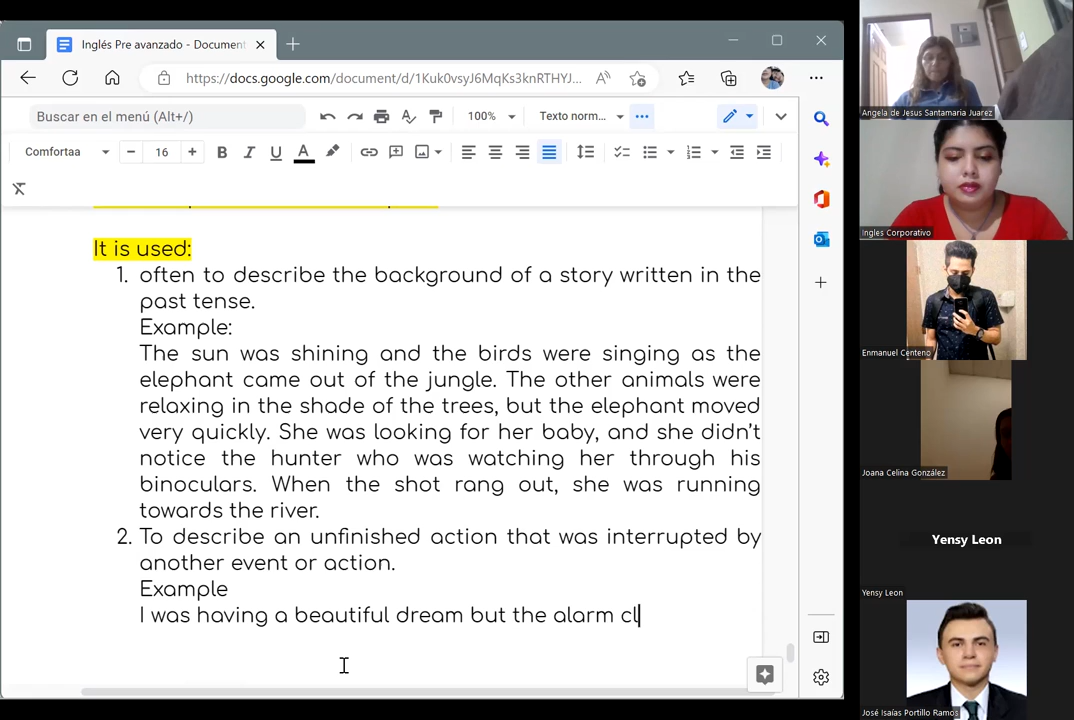 Inglés Pre avanzado - Document
https://docs.google.com/document/d/1Kuk0vsyJ6MqKs3knRTHYJ...
Buscar en el menú (Alt+/)
100%
Texto norm...
Comfortaa
16
It is used:
1. often to describe the background of a story written in the
past tense.
Example:
The sun was shining and the birds were singing as the
elephant came out of the jungle. The other animals were
relaxing in the shade of the trees, but the elephant moved
very quickly. She was looking for her baby, and she didn't
notice the hunter who was watching her through his
binoculars. When the shot rang out, she was running
towards the river.
2. To describe an unfinished action that was interrupted by
another event or action.
Example
I was having a beautiful dream but the alarm cl
Angela de Jesus Santamaria Juarez
Ingles Corporativo
Enmanuel Centeno
Joana Celina González
Yensy Leon
Yensy Leon
José Isaías Portillo Ramos